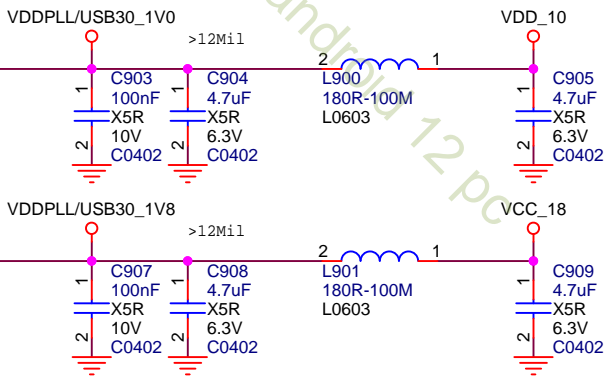 VDDPLL/USB30_1V0
VDD_10
>12Mil
2 1
C903
100nF
X5R
10V
C0402
1
2
C904
4.7uF
X5R
6.3V
C0402
1
2
L900
180R-100M
L0603
C905
4.7uF
X5R
6.3V
C0402
1
2
android 12 pc
VDDPLL/USB30_1V8
VCC_18
>12Mil
2 1
C907
100nF
X5R
10V
C0402
1
2
C908
4.7uF
X5R
6.3V
C0402
1
2
L901
180R-100M
L0603
C909
4.7uF
X5R
6.3V
C0402
1
2